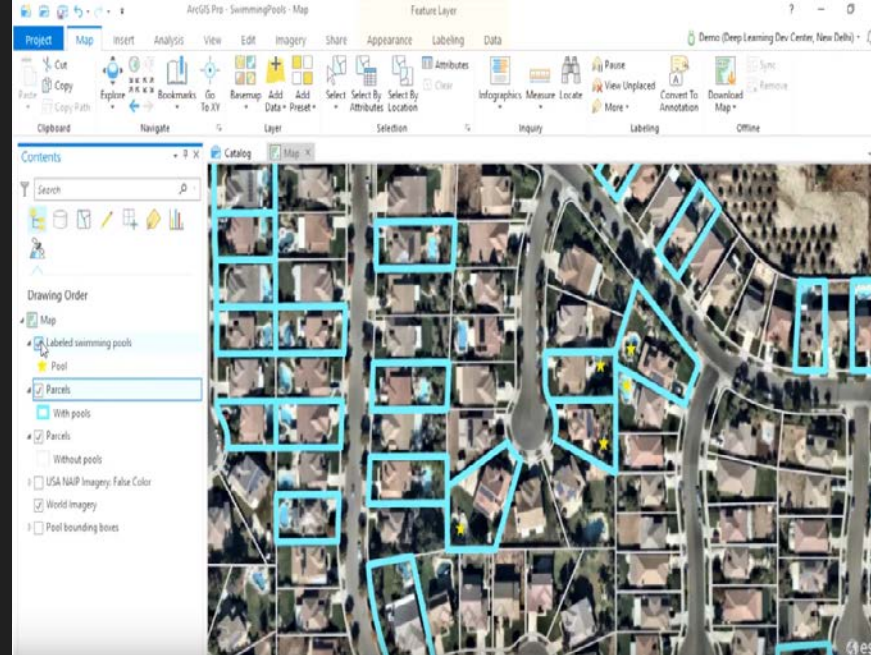 ArcGIS Pro - SwimmingPools - Map
Feature Layer
?
Project Map Insert Analysis View Edit Imagery Share Appearance Labeling Data
Demo (Deep Learning Dev Center, New Delhi)
Paste
Cut
Copy
Copy Path
Clipboard
Explore
Bookmarks
Go To XY
Navigate
Basemap
Add Data
Add Preset
Layer
Select
Select By Attributes
Select By Location
Attributes
Clear
Selection
Infographics
Measure
Locate
Inquiry
Pause
View Unplaced
More
Convert To Annotation
Labeling
Download Map
Sync
Remove
Offline
Contents
Search
Drawing Order
Map
Labeled swimming pools
Pool
Parcels
With pools
Parcels
Without pools
USA NAIP Imagery: False Color
World Imagery
Pool bounding boxes
Catalog
Map